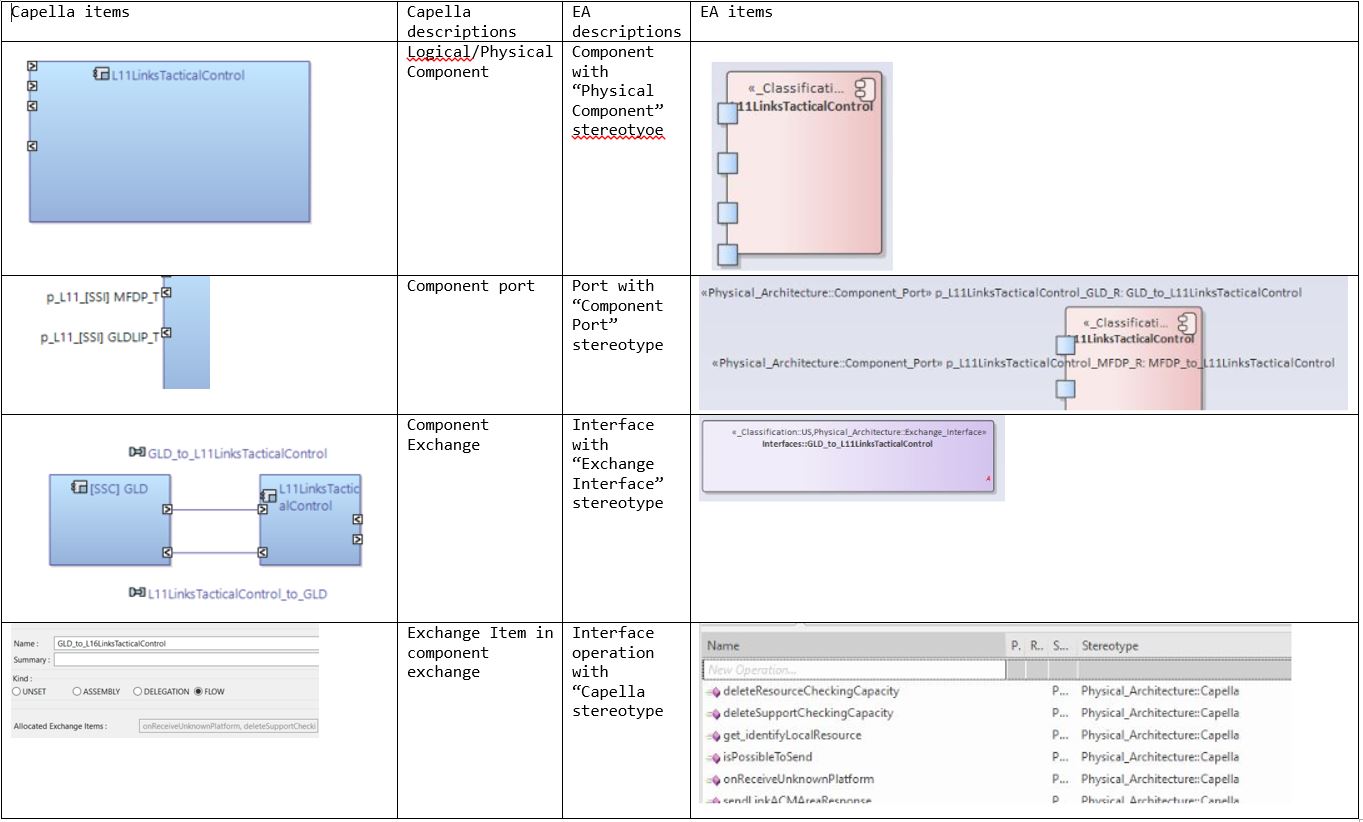 Capella items
Capella
descriptions
EA
descriptions
EA items
L11LinksTacticalControl
Logical/Physical
Component
Component
with
“Physical
Component”
stereotyoe
«_Classificati...
11LinksTacticalControl
p_L11_[SSI] MFDP_T
p_L11_[SSI] GLDLIP_T
Component port
Port with
“Component
Port”
stereotype
«Physical_Architecture::Component_Port» p_L11LinksTacticalControl_GLD_R: GLD_to_L11LinksTacticalControl
«_Classificati...
11LinksTacticalControl
«Physical_Architecture::Component_Port» p_L11LinksTacticalControl_MFDP_R: MFDP_to_L11LinksTacticalControl
GLD_to_L11LinksTacticalControl
[SSC] GLD
L11LinksTactic
alControl
L11LinksTacticalControl_to_GLD
Component
Exchange
Interface
with
“Exchange
Interface”
stereotype
«_Classification::US,Physical_Architecture::Exchange_Interface»
Interfaces::GLD_to_L11LinksTacticalControl
A
Name : GLD_to_L16LinksTacticalControl
Summary :
Kind :
UNSET ASSEMBLY DELEGATION FLOW
Allocated Exchange Items : onReceiveUnknownPlatform, deleteSupportChecki
Exchange Item in
component
exchange
Interface
operation
with
“Capella
stereotype
Name P. R.. S... Stereotype
New Operation...
deleteResourceCheckingCapacity P... Physical_Architecture::Capella
deleteSupportCheckingCapacity P... Physical_Architecture::Capella
get_identifyLocalResource P... Physical_Architecture::Capella
isPossibleToSend P... Physical_Architecture::Capella
onReceiveUnknownPlatform P... Physical_Architecture::Capella
sendLinkACMAreaResponse P... Physical_Architecture::Capella